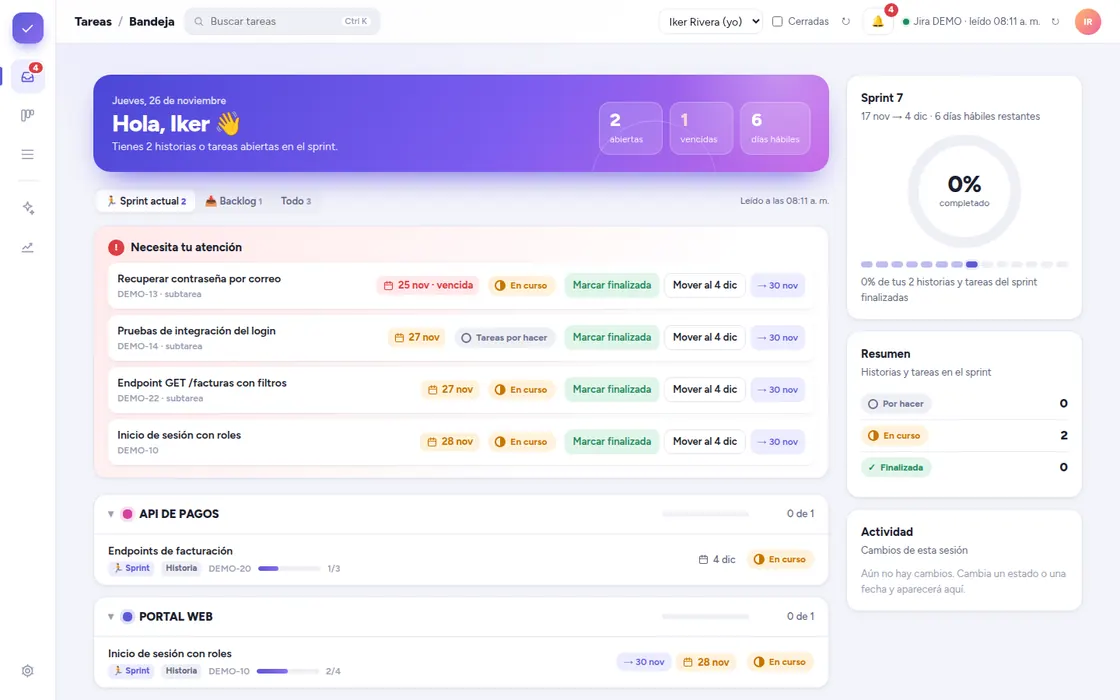 Tareas / Bandeja
Buscar tareas
Ctrl K
Iker Rivera (yo)
Cerradas
4
Jira DEMO · leído 08:11 a. m.
IR
4
Jueves, 26 de noviembre
Hola, Iker 👋
Tienes 2 historias o tareas abiertas en el sprint.
2
abiertas
1
vencidas
6
días hábiles
Sprint actual 2
Backlog 1
Todo 3
Leído a las 08:11 a. m.
! Necesita tu atención
Recuperar contraseña por correo
DEMO-13 · subtarea
25 nov · vencida
En curso
Marcar finalizada
Mover al 4 dic
→ 30 nov
Pruebas de integración del login
DEMO-14 · subtarea
27 nov
Tareas por hacer
Marcar finalizada
Mover al 4 dic
→ 30 nov
Endpoint GET /facturas con filtros
DEMO-22 · subtarea
27 nov
En curso
Marcar finalizada
Mover al 4 dic
→ 30 nov
Inicio de sesión con roles
DEMO-10
28 nov
En curso
Marcar finalizada
Mover al 4 dic
→ 30 nov
API DE PAGOS
0 de 1
Endpoints de facturación
Sprint
Historia
DEMO-20
1/3
4 dic
En curso
PORTAL WEB
0 de 1
Inicio de sesión con roles
Sprint
Historia
DEMO-10
2/4
→ 30 nov
28 nov
En curso
Sprint 7
17 nov → 4 dic · 6 días hábiles restantes
0%
completado
0% de tus 2 historias y tareas del sprint
finalizadas
Resumen
Historias y tareas en el sprint
Por hacer
0
En curso
2
✓ Finalizada
0
Actividad
Cambios de esta sesión
Aún no hay cambios. Cambia un estado o una
fecha y aparecerá aquí.